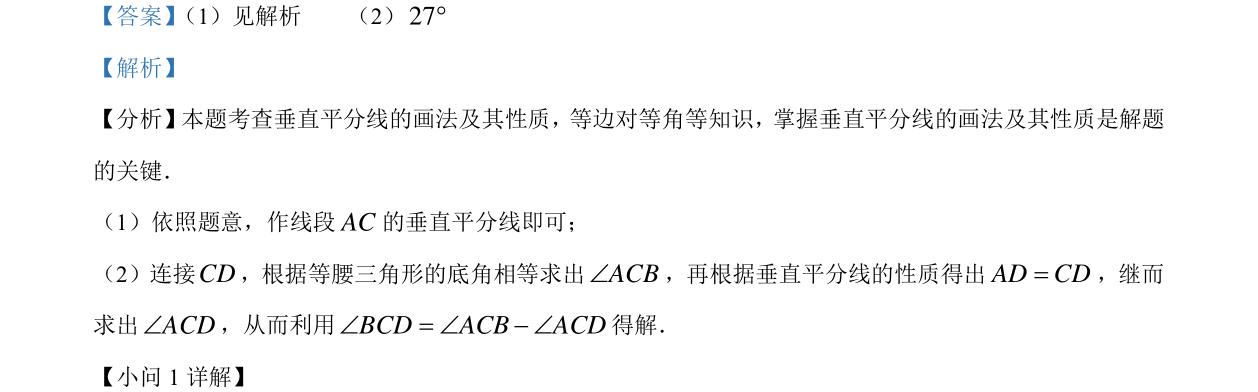 【答案】（1）见解析 （2）27°
【解析】
【分析】本题考查垂直平分线的画法及其性质，等边对等角等知识，掌握垂直平分线的画法及其性质是解题
的关键．
（1）依照题意，作线段 AC 的垂直平分线即可；
（2）连接CD，根据等腰三角形的底角相等求出∠ACB，再根据垂直平分线的性质得出 AD = CD，继而
求出∠ACD，从而利用∠BCD = ∠ACB − ∠ACD得解．
【小问 1 详解】